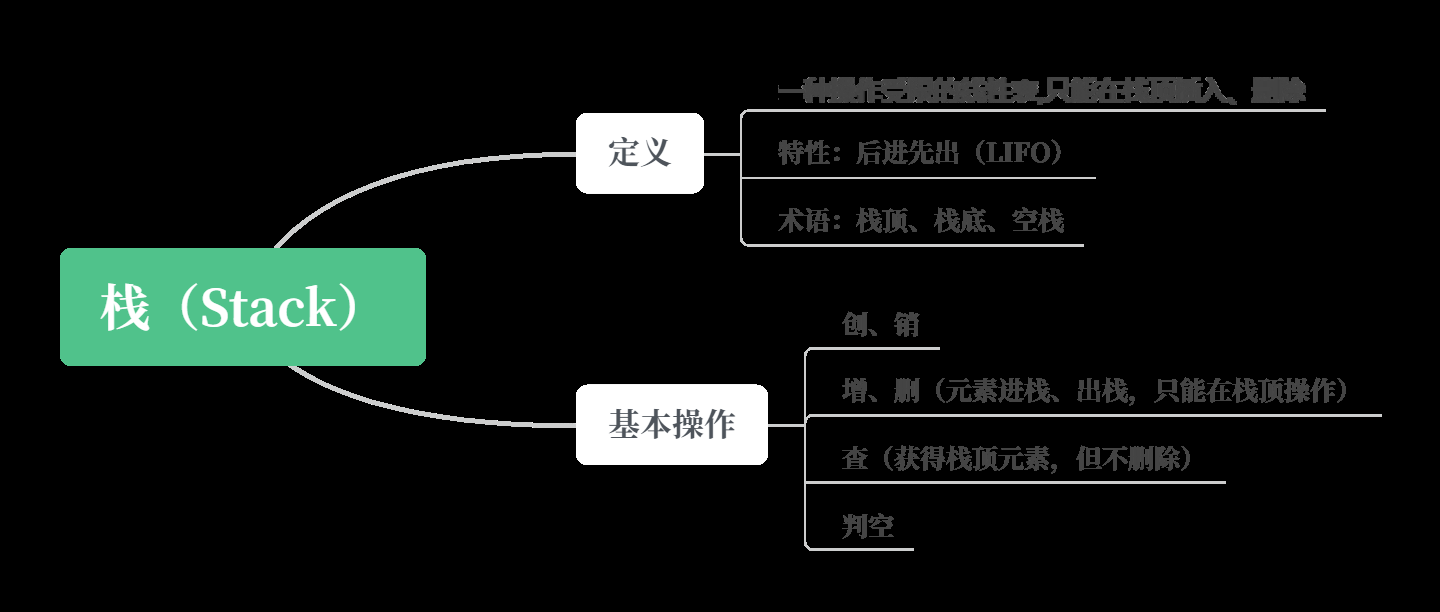 一种操作受限的线性表,只能在栈顶插入、删除
定义
特性：后进先出（LIFO）
术语：栈顶、栈底、空栈
栈（Stack）
创、销
增、删（元素进栈、出栈，只能在栈顶操作）
基本操作
查（获得栈顶元素，但不删除）
判空